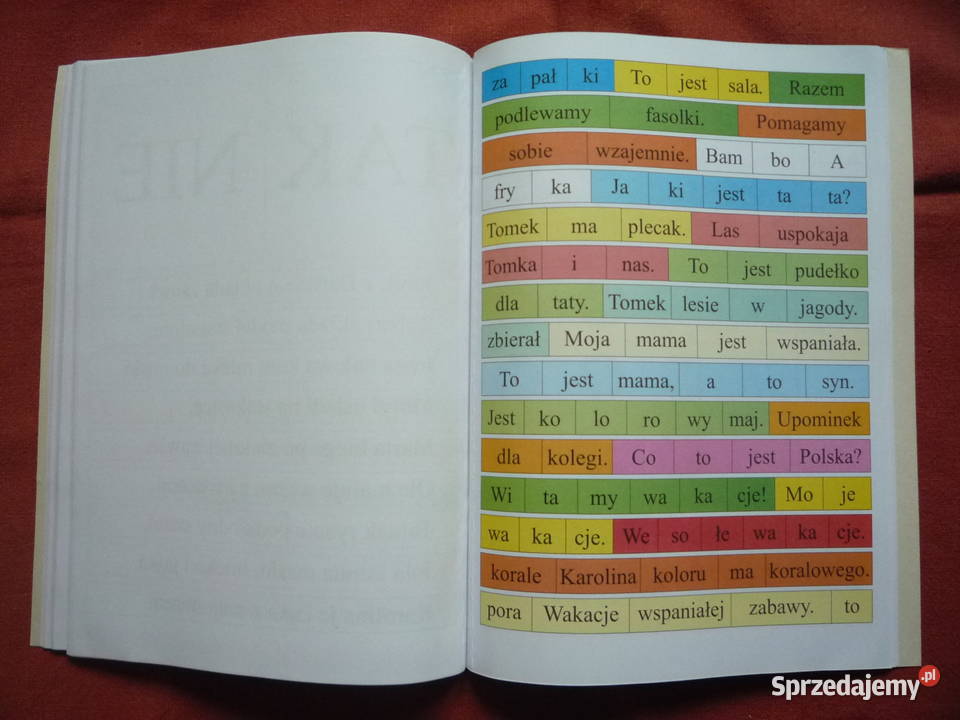 TAK NIE
za pał ki To jest sala. Razem
podlewamy fasolki. Pomagamy
sobie wzajemnie. Bam bo A
fry ka Ja ki jest ta ta?
Tomek ma plecak. Las uspokaja
Tomka i nas. To jest pudełko
dla taty. Tomek lesie w jagody.
zbierał Moja mama jest wspaniała.
To jest mama, a to syn.
Jest ko lo ro wy maj. Upominek
dla kolegi. Co to jest Polska?
Wi ta my wa ka cje! Mo je
wa ka cje. We so łe wa ka cje.
korale Karolina koloru ma koralowego.
pora Wakacje wspaniałej zabawy. to
Sprzedajemy.pl